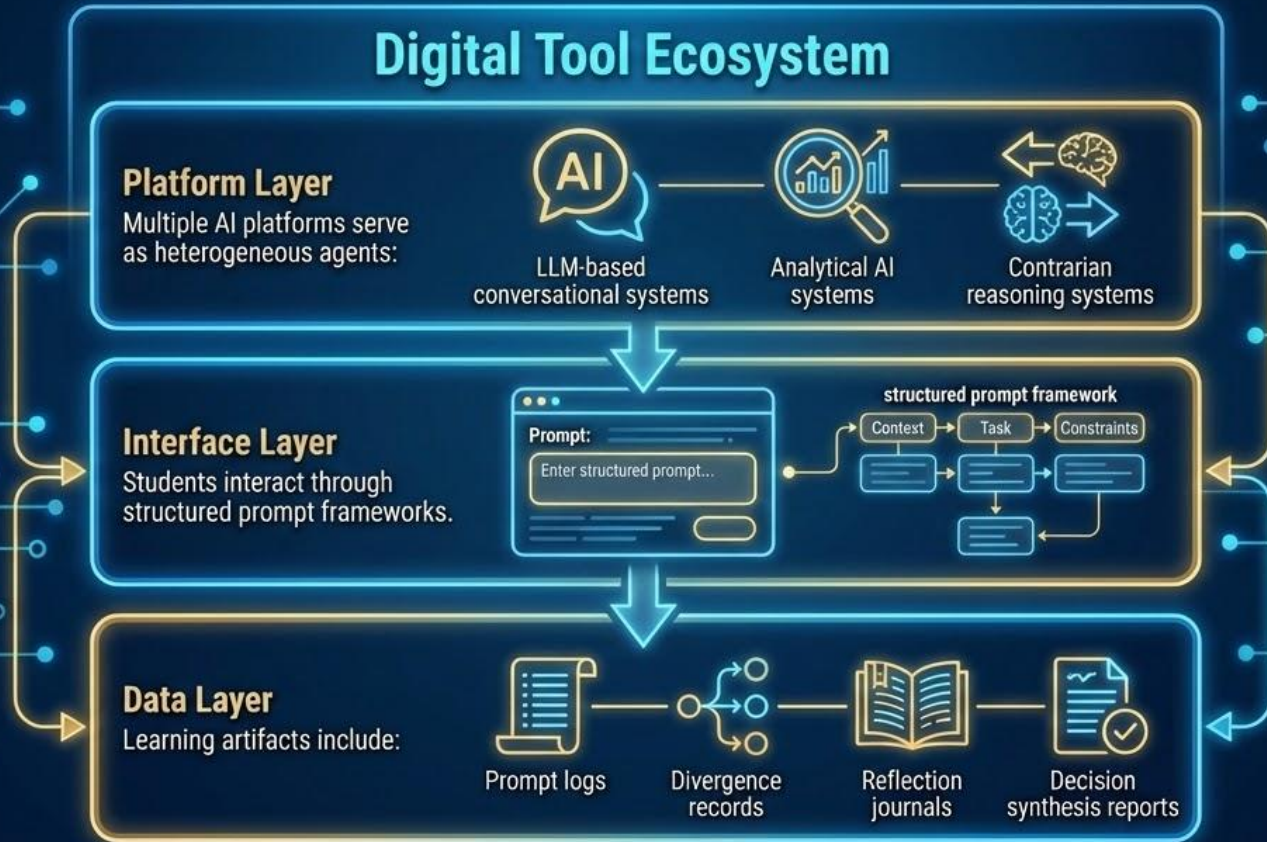 Digital Tool Ecosystem
Platform Layer
Multiple AI platforms serve
as heterogeneous agents:
AI
LLM-based
conversational systems
Analytical AI
systems
Contrarian
reasoning systems
Interface Layer
Students interact through
structured prompt frameworks.
Prompt:
Enter structured prompt...
structured prompt framework
Context
Task
Constraints
Data Layer
Learning artifacts include:
Prompt logs
Divergence
records
Reflection
journals
Decision
synthesis reports